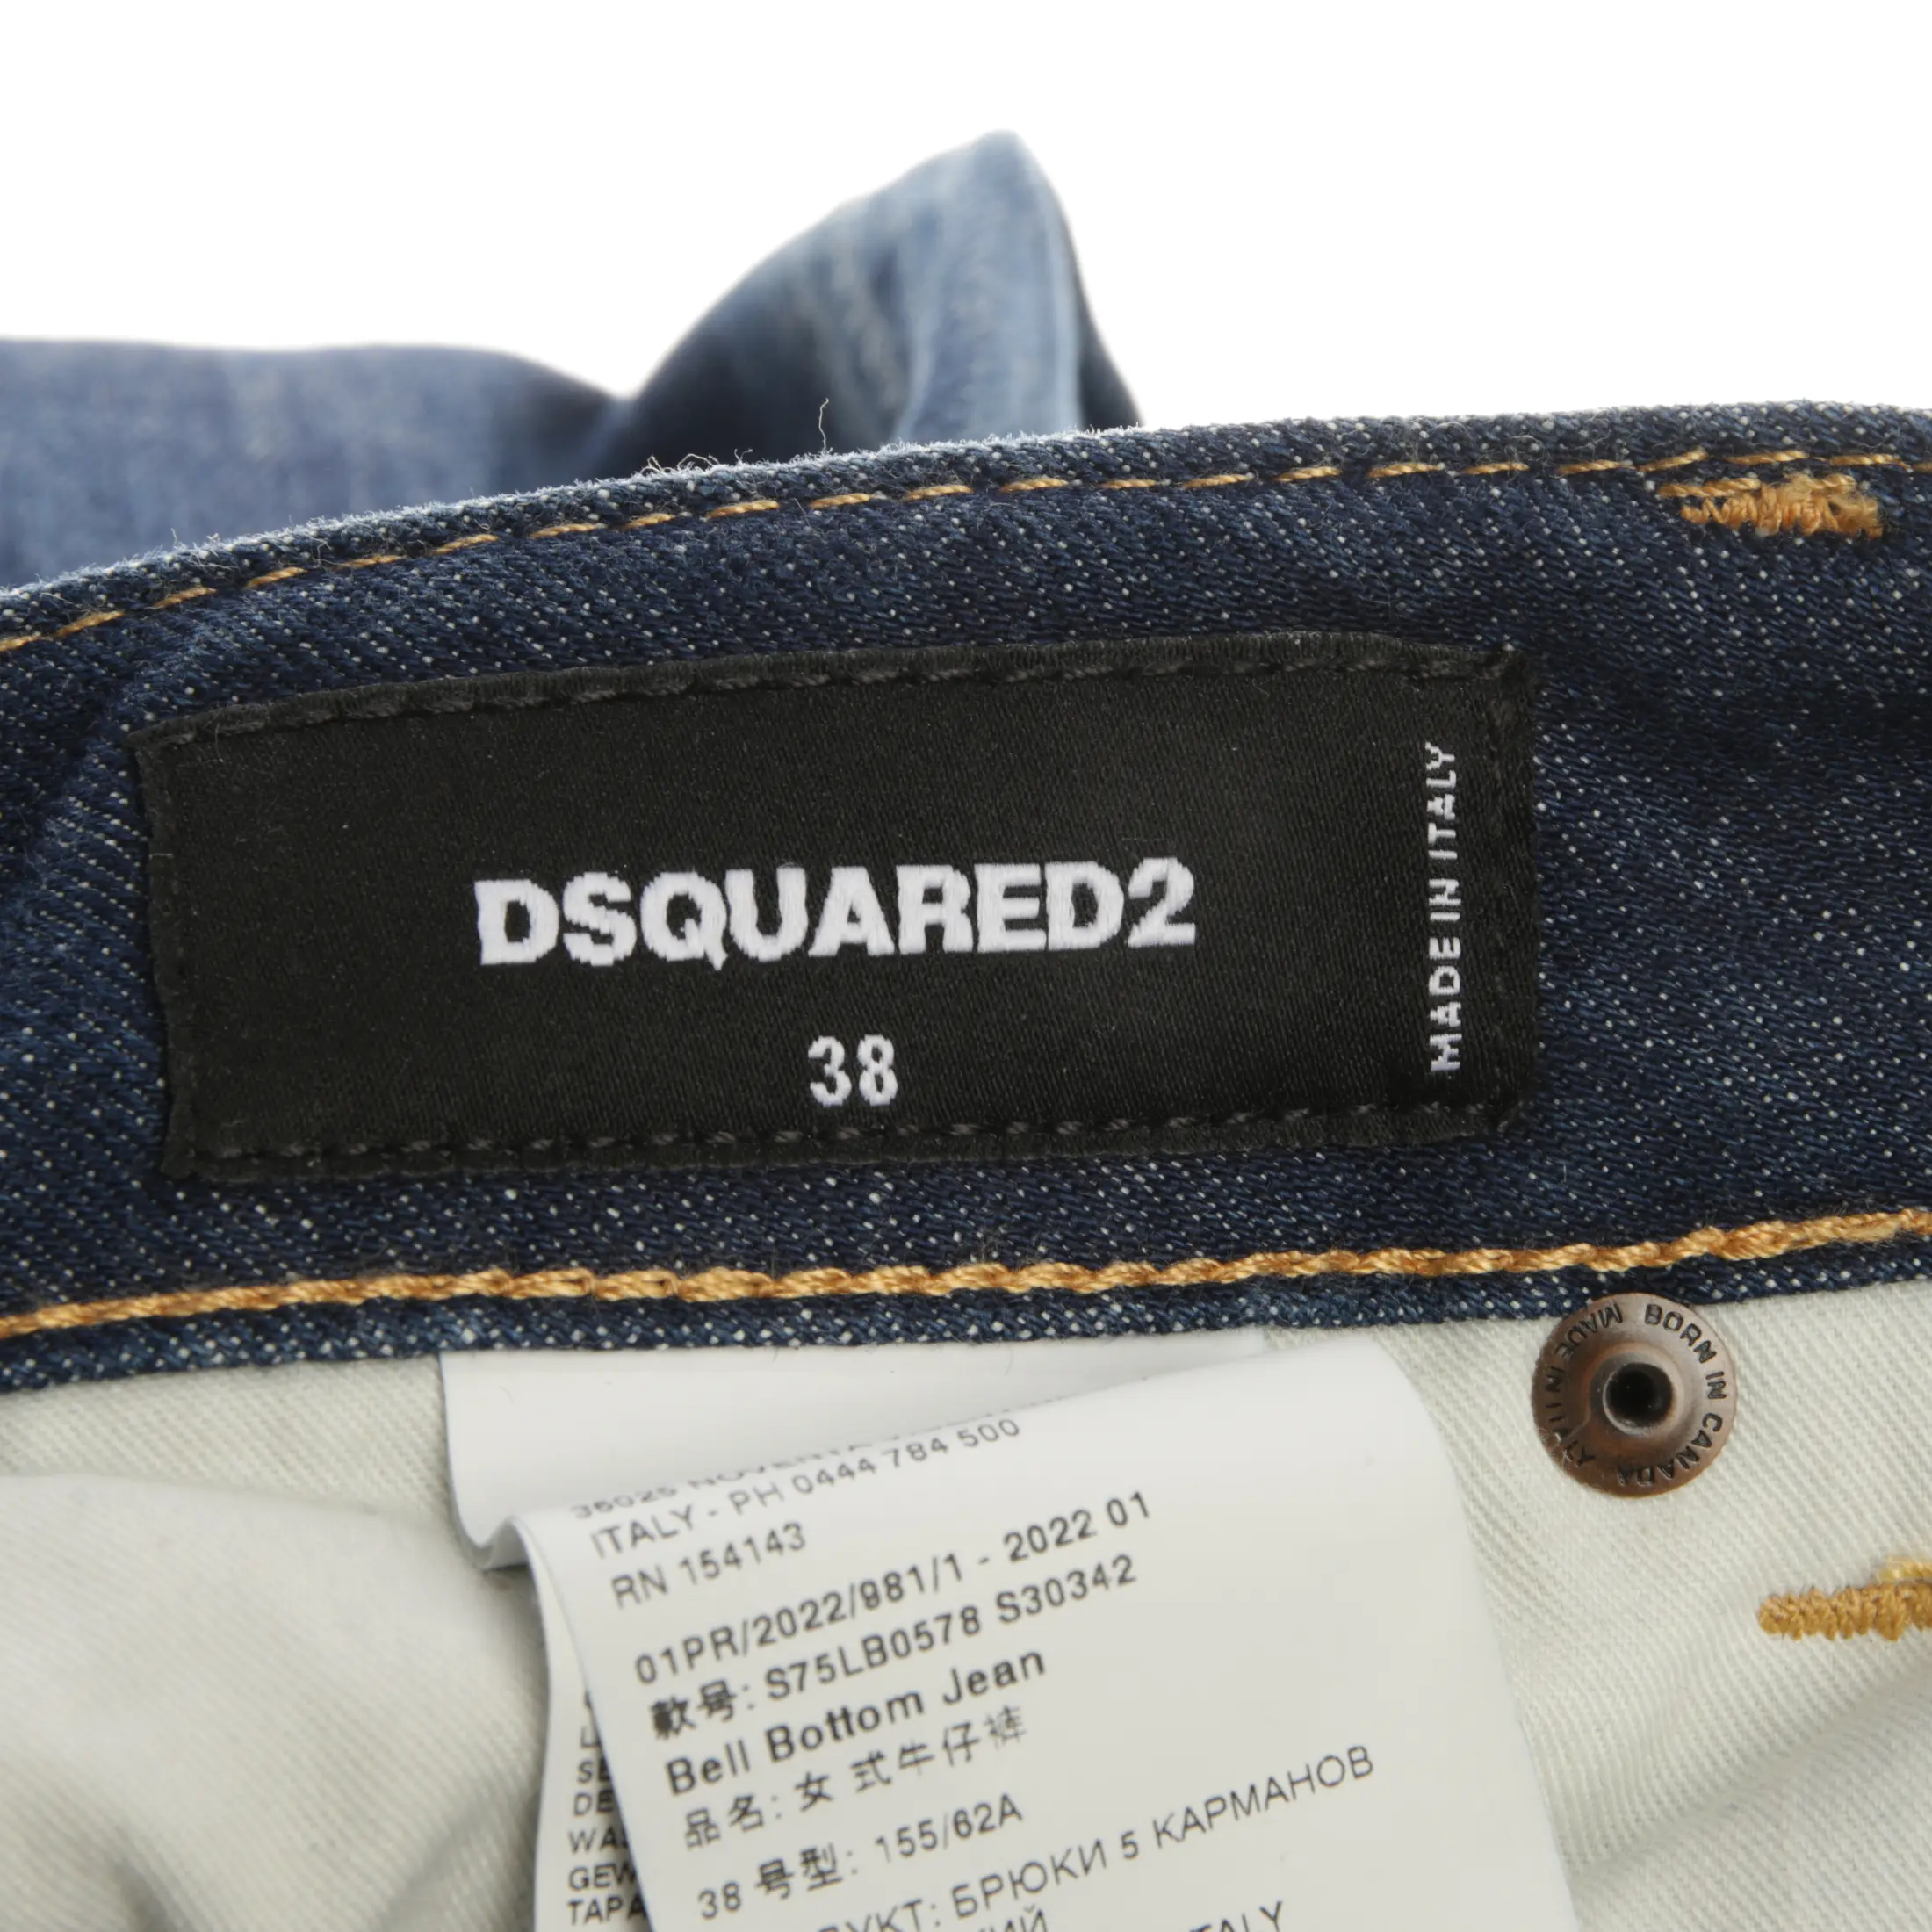 DSQUARED2
38
MADE IN ITALY
BORN IN CANADA
MADE IN ITALY
ITALY - PH 0444 784 500
RN 154143
01PR/2022/981/1 - 2022 01
款号: S75LB0578 S30342
Bell Bottom Jean
品名: 女 式牛仔裤
38 号型: 155/62A
БРЮКИ 5 КАРМАНОВ